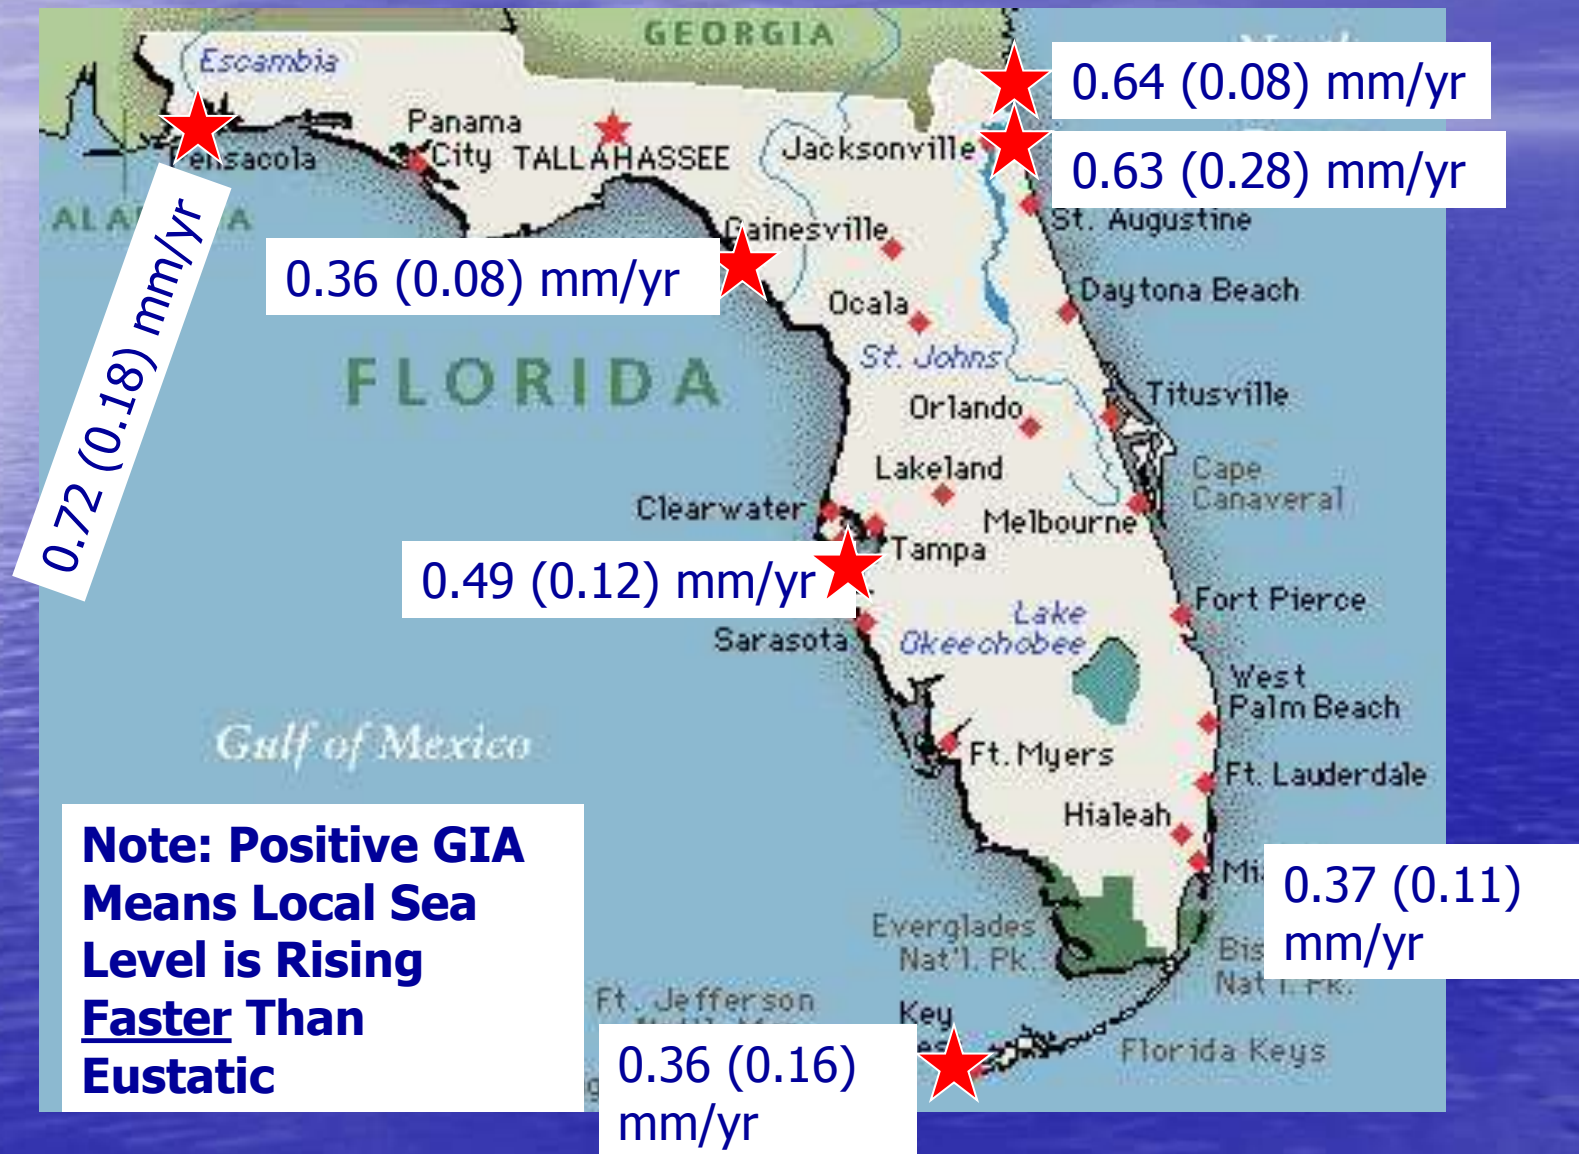 GEORGIA
Escambia
0.64 (0.08) mm/yr
Panama
City
TALLAHASSEE
Jacksonville
0.63 (0.28) mm/yr
St. Augustine
0.72 (0.18) mm/yr
0.36 (0.08) mm/yr
Ocala
Daytona Beach
FLORIDA
St. Johns
Titusville
Orlando
Lakeland
Cape
Canaveral
Clearwater
Melbourne
Tampa
0.49 (0.12) mm/yr
Fort Pierce
Lake
Okeechobee
Sarasota
West
Palm Beach
Gulf of Mexico
Ft. Myers
Ft. Lauderdale
Hialeah
Note: Positive GIA
Means Local Sea
Level is Rising
Faster Than
Eustatic
0.37 (0.11)
mm/yr
Everglades
Nat'l. Pk.
Ft. Jefferson
Key
Florida Keys
0.36 (0.16)
mm/yr